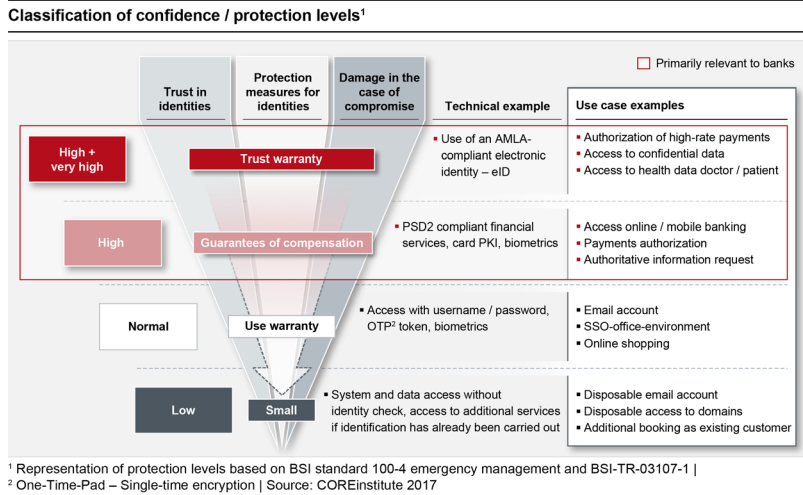 Classification of confidence / protection levels¹
Primarily relevant to banks
Trust in
identities
Protection
measures for
identities
Damage in the
case of
compromise
Technical example
Use case examples
High +
very high
Trust warranty
▪ Use of an AMLA-
compliant electronic
identity – eID
▪ Authorization of high-rate payments
▪ Access to confidential data
▪ Access to health data doctor / patient
High
Guarantees of compensation
▪ PSD2 compliant financial
services, card PKI, biometrics
▪ Access online / mobile banking
▪ Payments authorization
▪ Authoritative information request
Normal
Use warranty
▪ Access with username / password,
OTP² token, biometrics
▪ Email account
▪ SSO-office-environment
▪ Online shopping
Low
Small
▪ System and data access without
identity check, access to additional services
if identification has already been carried out
▪ Disposable email account
▪ Disposable access to domains
▪ Additional booking as existing customer
¹ Representation of protection levels based on BSI standard 100-4 emergency management and BSI-TR-03107-1 |
² One-Time-Pad – Single-time encryption | Source: COREinstitute 2017